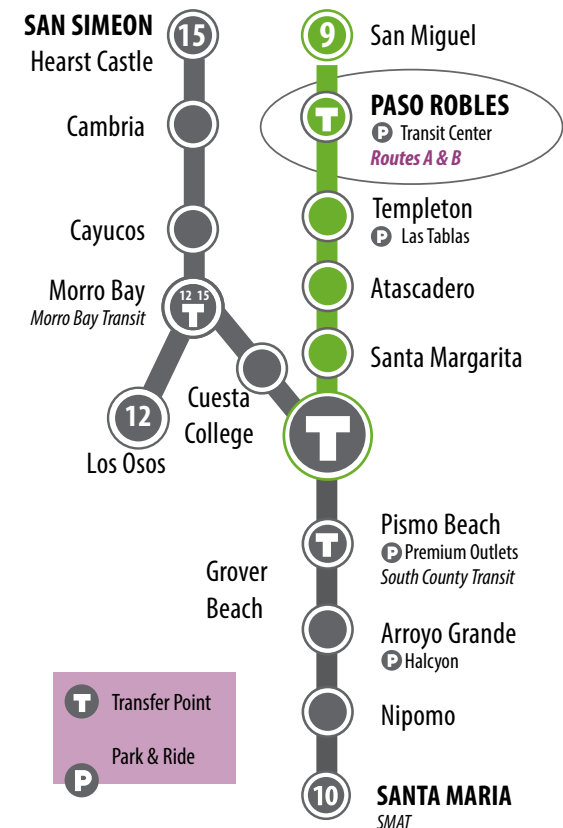 SAN SIMEON
Hearst Castle
15
Cambria
Cayucos
Morro Bay
Morro Bay Transit
12 15
T
12
Los Osos
Cuesta
College
9
San Miguel
T
PASO ROBLES
P Transit Center
Routes A & B
Templeton
P Las Tablas
Atascadero
Santa Margarita
T
T
Pismo Beach
P Premium Outlets
South County Transit
Grover
Beach
Arroyo Grande
P Halcyon
Nipomo
10
SANTA MARIA
SMAT
T Transfer Point
P Park & Ride